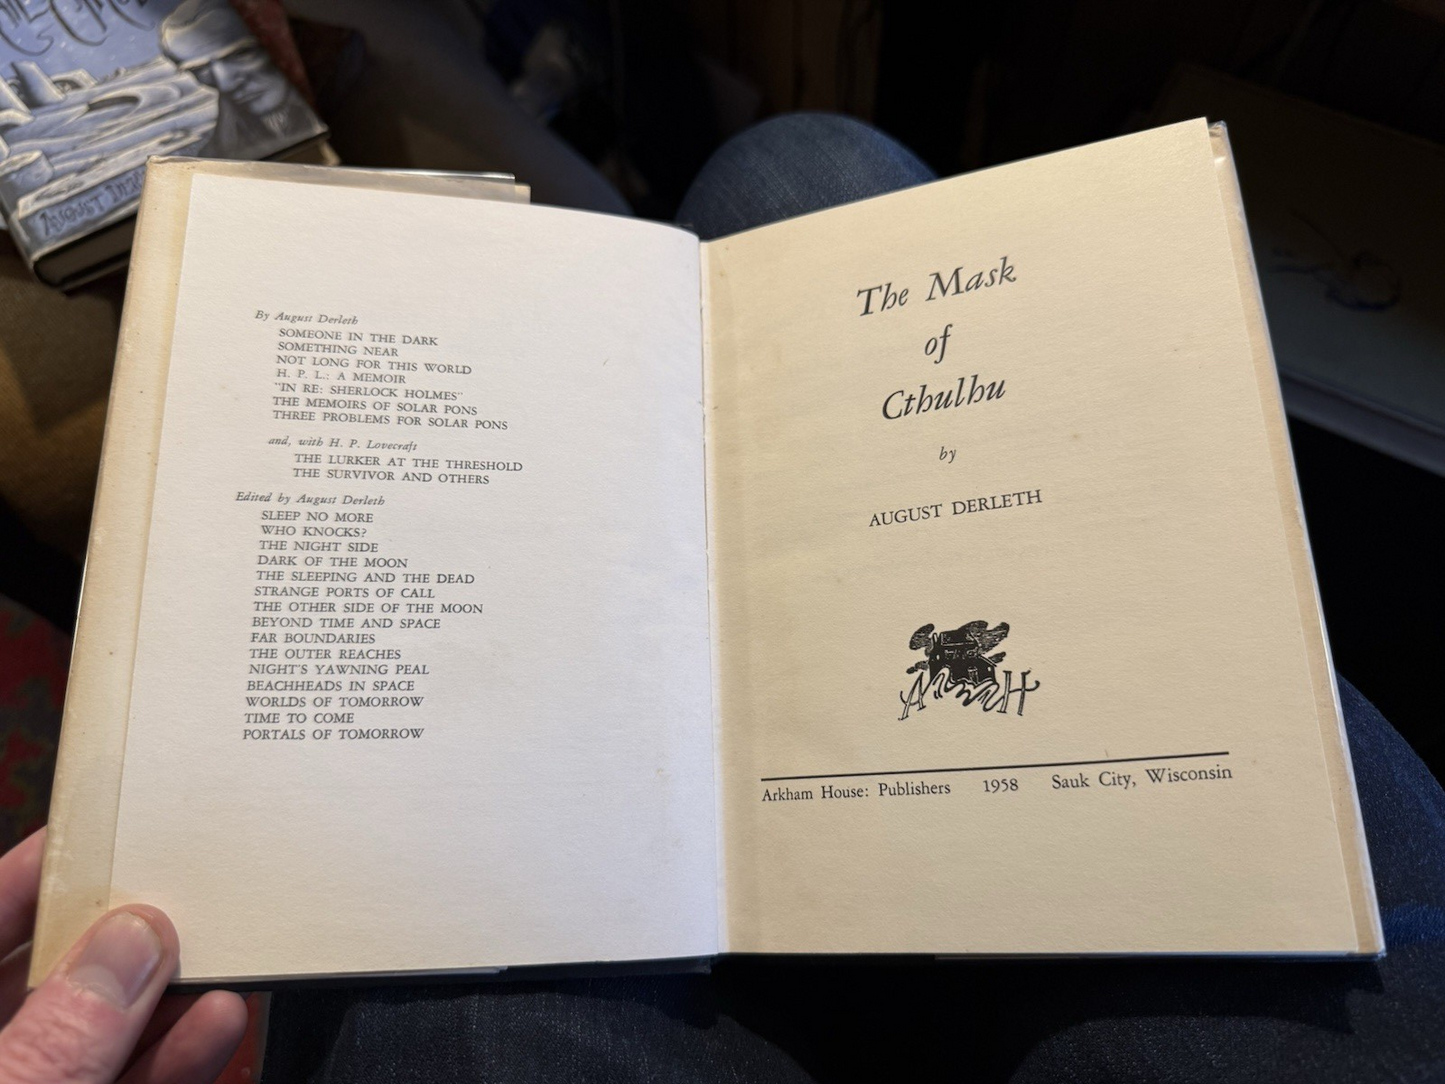 AUGUST
By August Derleth
SOMEONE IN THE DARK
SOMETHING NEAR
NOT LONG FOR THIS WORLD
H. P. L.: A MEMOIR
"IN RE: SHERLOCK HOLMES"
THE MEMOIRS OF SOLAR PONS
THREE PROBLEMS FOR SOLAR PONS
and, with H. P. Lovecraft
THE LURKER AT THE THRESHOLD
THE SURVIVOR AND OTHERS
Edited by August Derleth
SLEEP NO MORE
WHO KNOCKS?
THE NIGHT SIDE
DARK OF THE MOON
THE SLEEPING AND THE DEAD
STRANGE PORTS OF CALL
THE OTHER SIDE OF THE MOON
BEYOND TIME AND SPACE
FAR BOUNDARIES
THE OUTER REACHES
NIGHT'S YAWNING PEAL
BEACHHEADS IN SPACE
WORLDS OF TOMORROW
TIME TO COME
PORTALS OF TOMORROW
The Mask
of
Cthulhu
by
AUGUST DERLETH
Arkham House: Publishers 1958 Sauk City, Wisconsin